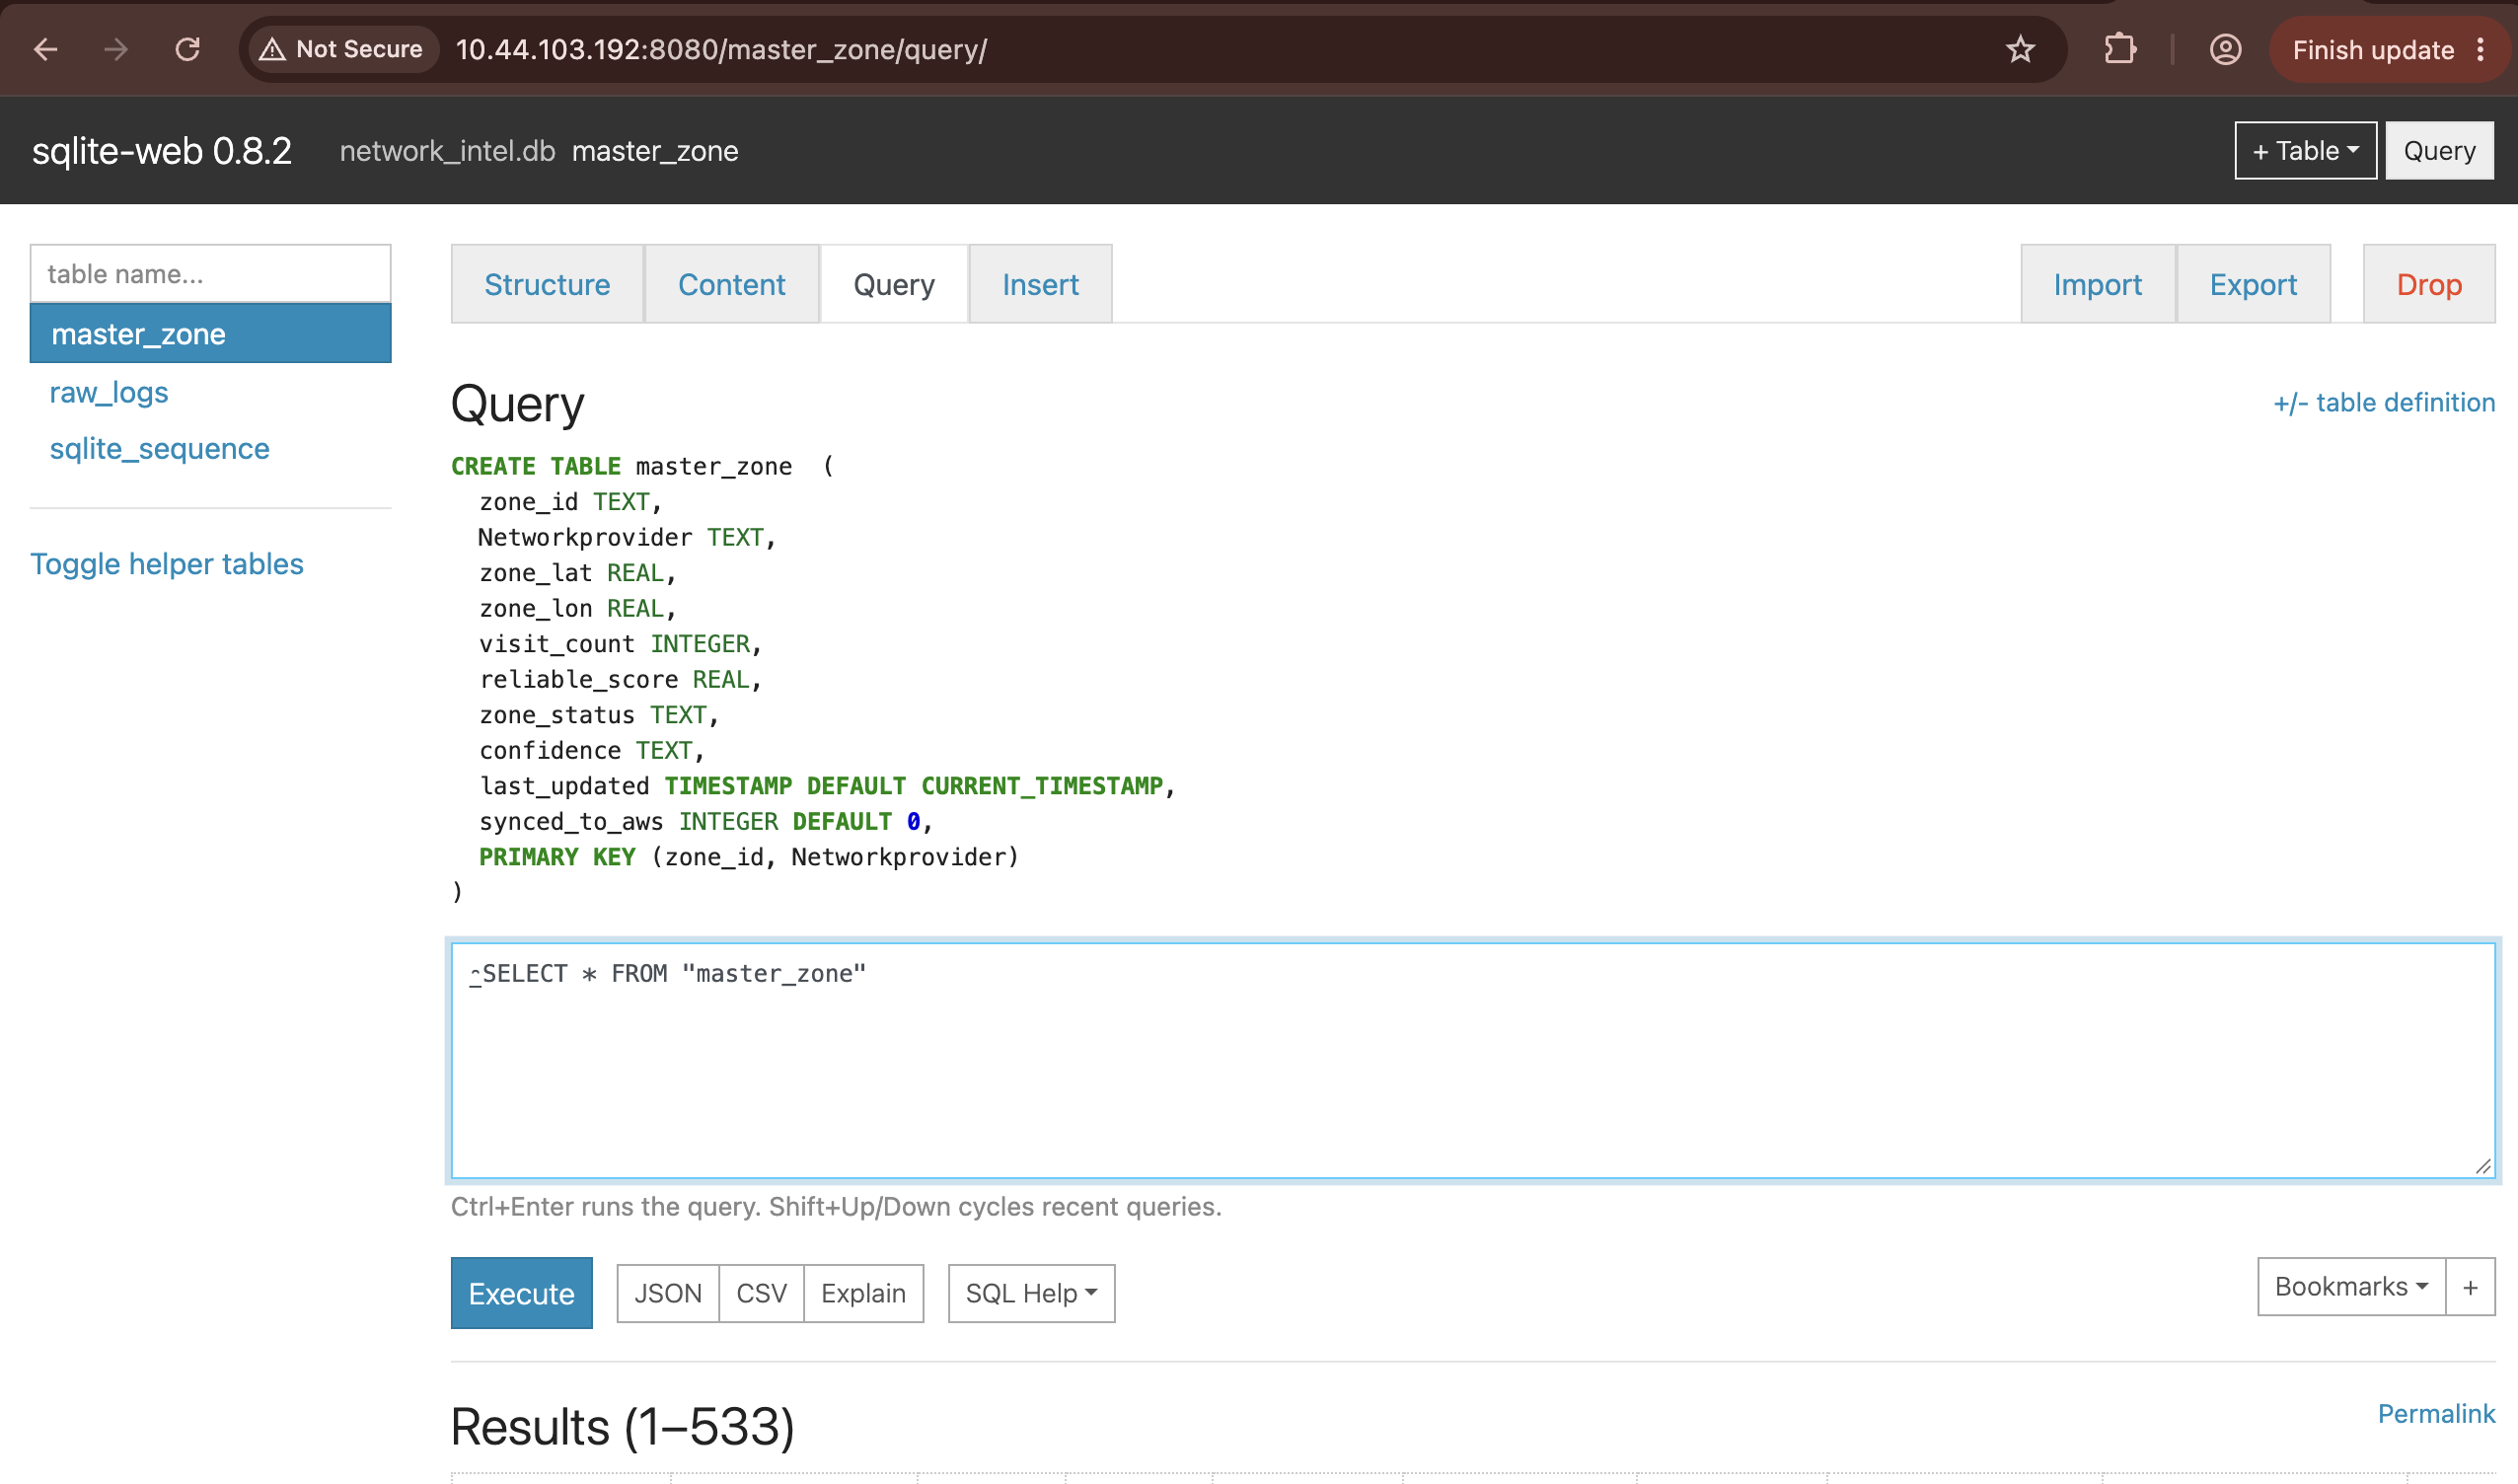 Not Secure 10.44.103.192:8080/master_zone/query/ Finish update
sqlite-web 0.8.2 network_intel.db master_zone + Table Query
table name...
master_zone
raw_logs
sqlite_sequence
Toggle helper tables
Structure Content Query Insert Import Export Drop
Query +/- table definition
CREATE TABLE master_zone (
zone_id TEXT,
Networkprovider TEXT,
zone_lat REAL,
zone_lon REAL,
visit_count INTEGER,
reliable_score REAL,
zone_status TEXT,
confidence TEXT,
last_updated TIMESTAMP DEFAULT CURRENT_TIMESTAMP,
synced_to_aws INTEGER DEFAULT 0,
PRIMARY KEY (zone_id, Networkprovider)
)
SELECT * FROM "master_zone"
Ctrl+Enter runs the query. Shift+Up/Down cycles recent queries.
Execute JSON CSV Explain SQL Help Bookmarks +
Results (1–533) Permalink